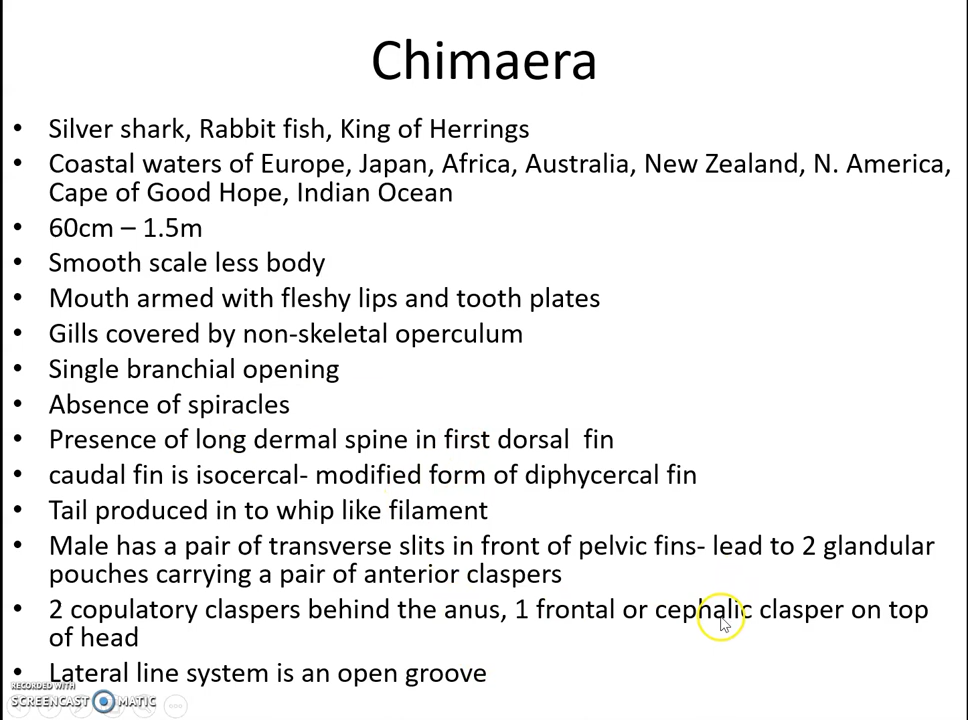 Chimaera
• Silver shark, Rabbit fish, King of Herrings
• Coastal waters of Europe, Japan, Africa, Australia, New Zealand, N. America,
Cape of Good Hope, Indian Ocean
• 60cm – 1.5m
• Smooth scale less body
• Mouth armed with fleshy lips and tooth plates
• Gills covered by non-skeletal operculum
• Single branchial opening
• Absence of spiracles
• Presence of long dermal spine in first dorsal  fin
• caudal fin is isocercal- modified form of diphycercal fin
• Tail produced in to whip like filament
• Male has a pair of transverse slits in front of pelvic fins- lead to 2 glandular
pouches carrying a pair of anterior claspers
• 2 copulatory claspers behind the anus, 1 frontal or cephalic clasper on top
of head
• Lateral line system is an open groove
RECORDED WITH
SCREENCAST MATIC